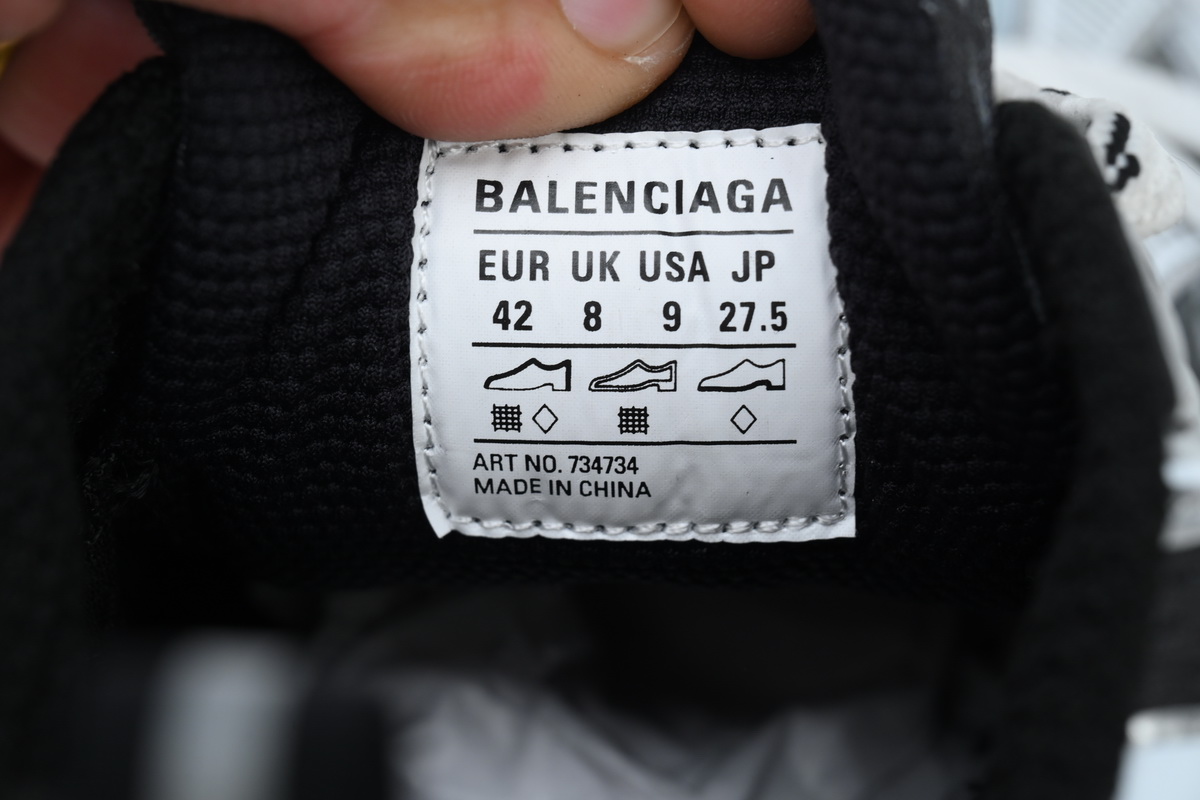 BALENCIAGA
EUR UK USA JP
42 8 9 27.5
ART NO. 734734
MADE IN CHINA